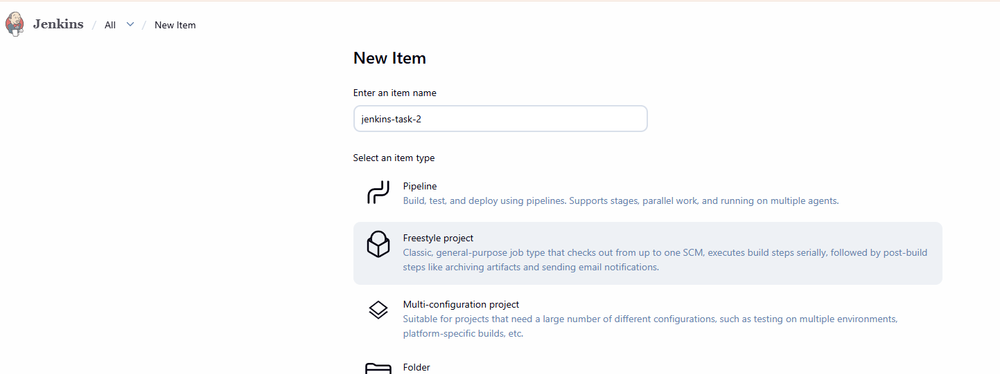 Jenkins / All / New Item
New Item
Enter an item name
jenkins-task-2
Select an item type
Pipeline
Build, test, and deploy using pipelines. Supports stages, parallel work, and running on multiple agents.
Freestyle project
Classic, general-purpose job type that checks out from up to one SCM, executes build steps serially, followed by post-build
steps like archiving artifacts and sending email notifications.
Multi-configuration project
Suitable for projects that need a large number of different configurations, such as testing on multiple environments,
platform-specific builds, etc.
Folder